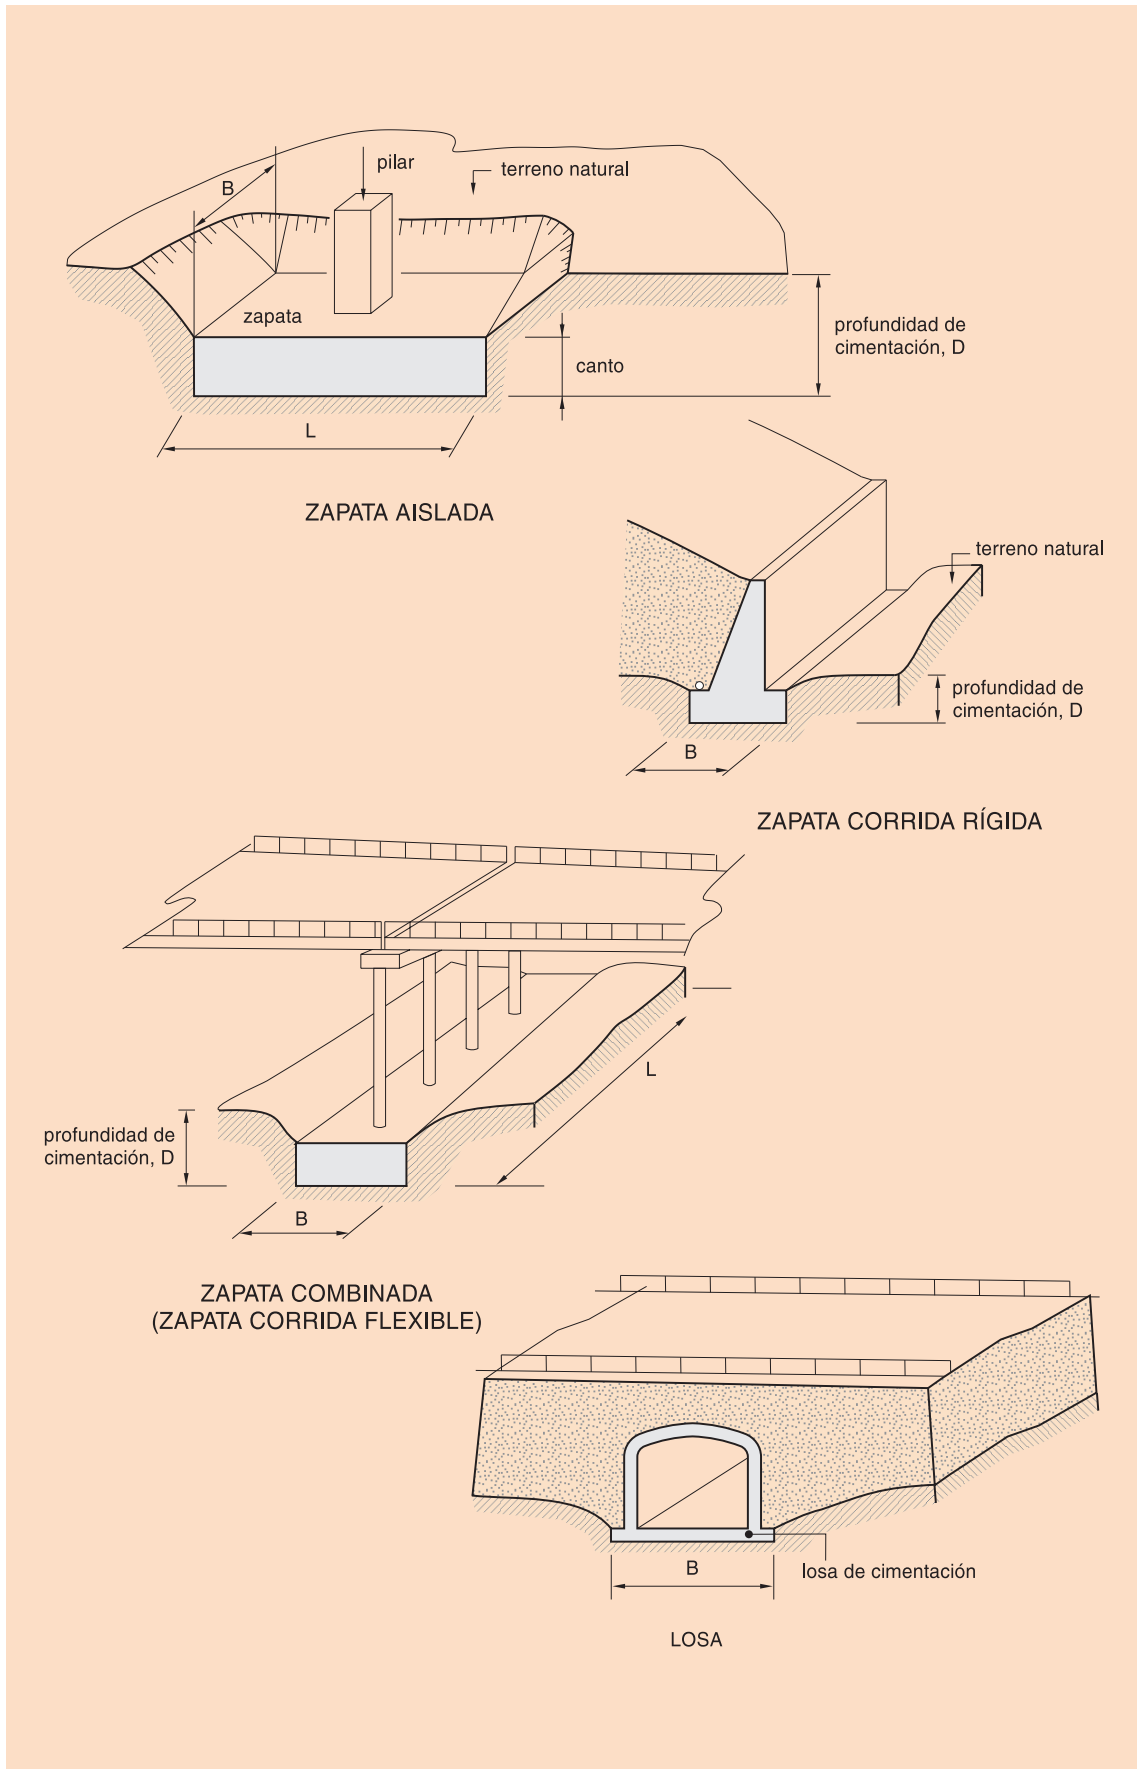 pilar
terreno natural
B
zapata
profundidad de
cimentación, D
canto
L
ZAPATA AISLADA
terreno natural
profundidad de
cimentación, D
B
ZAPATA CORRIDA RÍGIDA
L
profundidad de
cimentación, D
B
ZAPATA COMBINADA
(ZAPATA CORRIDA FLEXIBLE)
B
losa de cimentación
LOSA